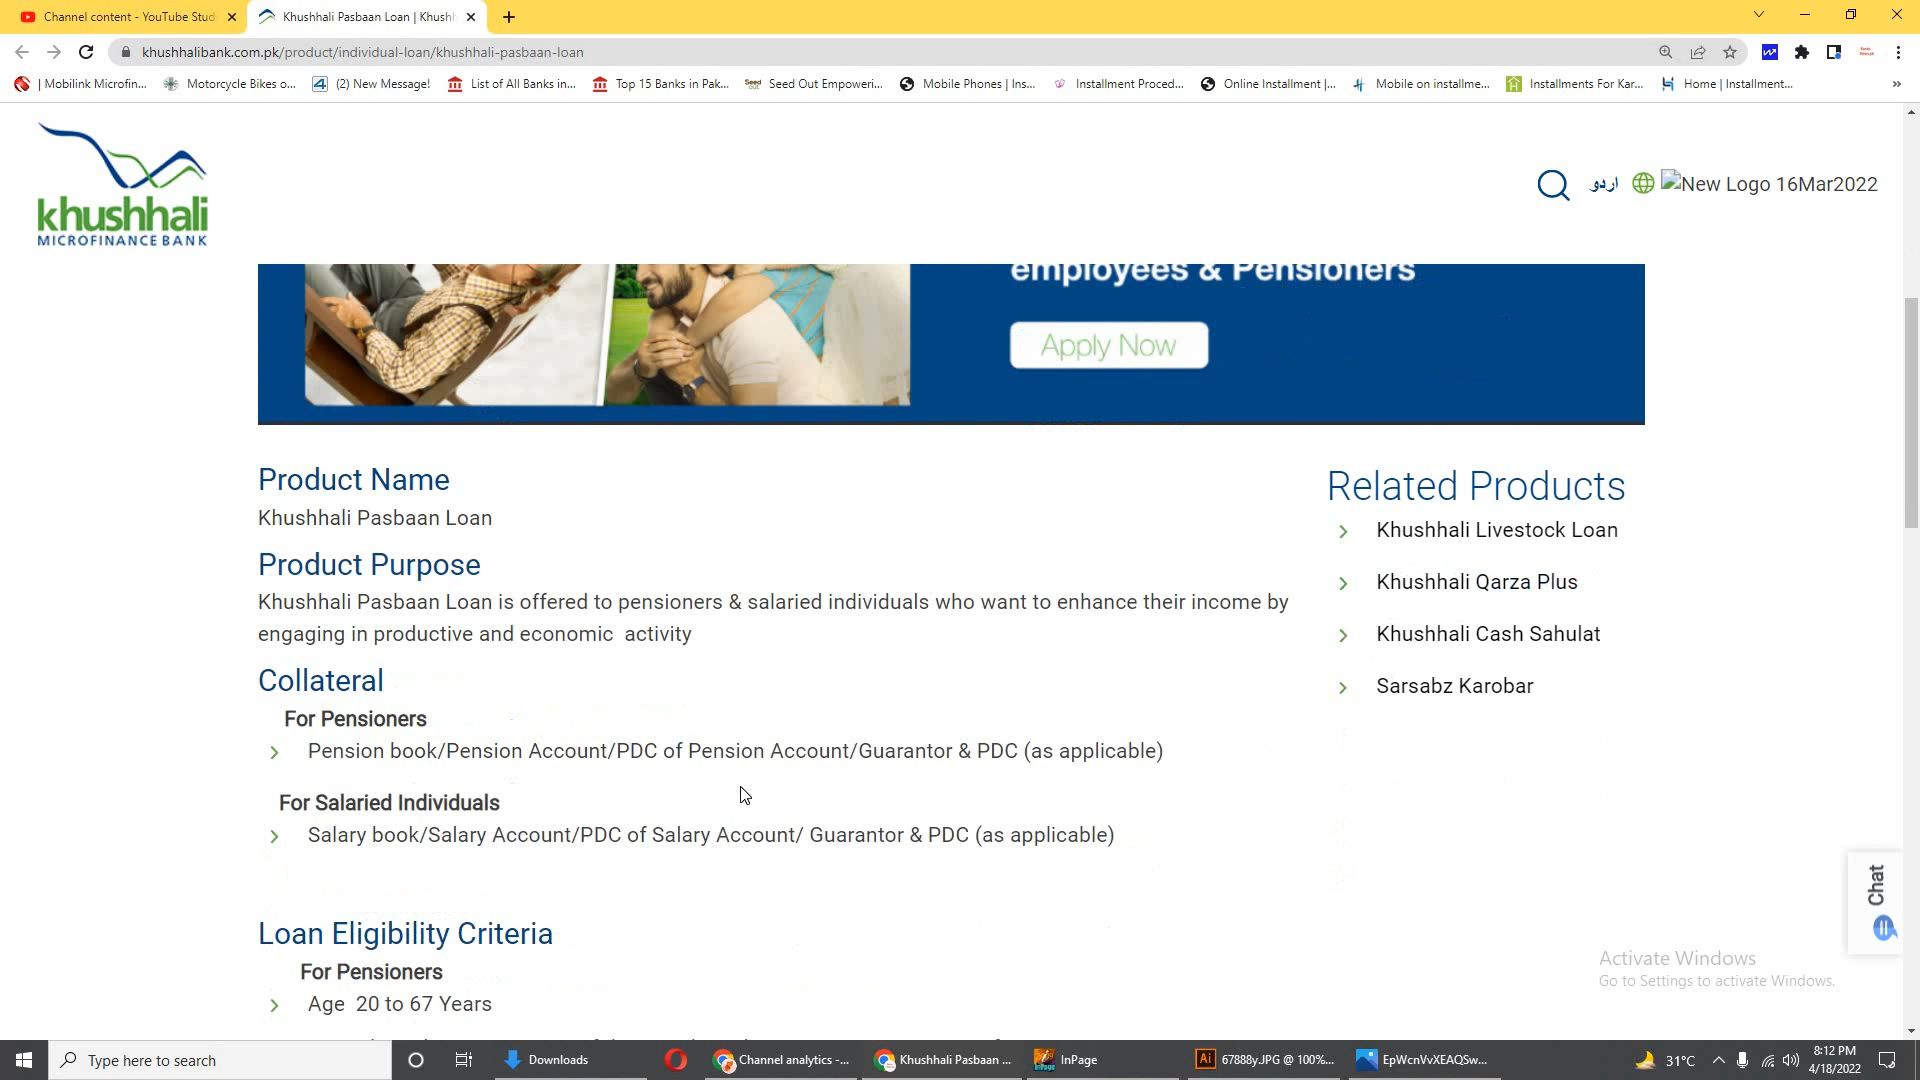 Channel content - YouTube Stud
Khushhali Pasbaan Loan | Khushh
khushhalibank.com.pk/product/individual-loan/khushhali-pasbaan-loan
| Mobilink Microfin...
Motorcycle Bikes o...
(2) New Message!
List of All Banks in...
Top 15 Banks in Pak...
Seed Out Empoweri...
Mobile Phones | Ins...
Installment Proced...
Online Installment |...
Mobile on installme...
Installments For Kar...
Home | Installment...
khushhali
MICROFINANCE BANK
اردو
New Logo 16Mar2022
employees & Pensioners
Apply Now
Product Name
Khushhali Pasbaan Loan
Product Purpose
Khushhali Pasbaan Loan is offered to pensioners & salaried individuals who want to enhance their income by
engaging in productive and economic activity
Collateral
For Pensioners
Pension book/Pension Account/PDC of Pension Account/Guarantor & PDC (as applicable)
For Salaried Individuals
Salary book/Salary Account/PDC of Salary Account/ Guarantor & PDC (as applicable)
Loan Eligibility Criteria
For Pensioners
Age 20 to 67 Years
Related Products
Khushhali Livestock Loan
Khushhali Qarza Plus
Khushhali Cash Sahulat
Sarsabz Karobar
Chat
Activate Windows
Go to Settings to activate Windows.
Type here to search
Downloads
Channel analytics -...
Khushhali Pasbaan ...
InPage
67888y.JPG @ 100%...
EpWcnVvXEAQSw...
31°C
8:12 PM
4/18/2022